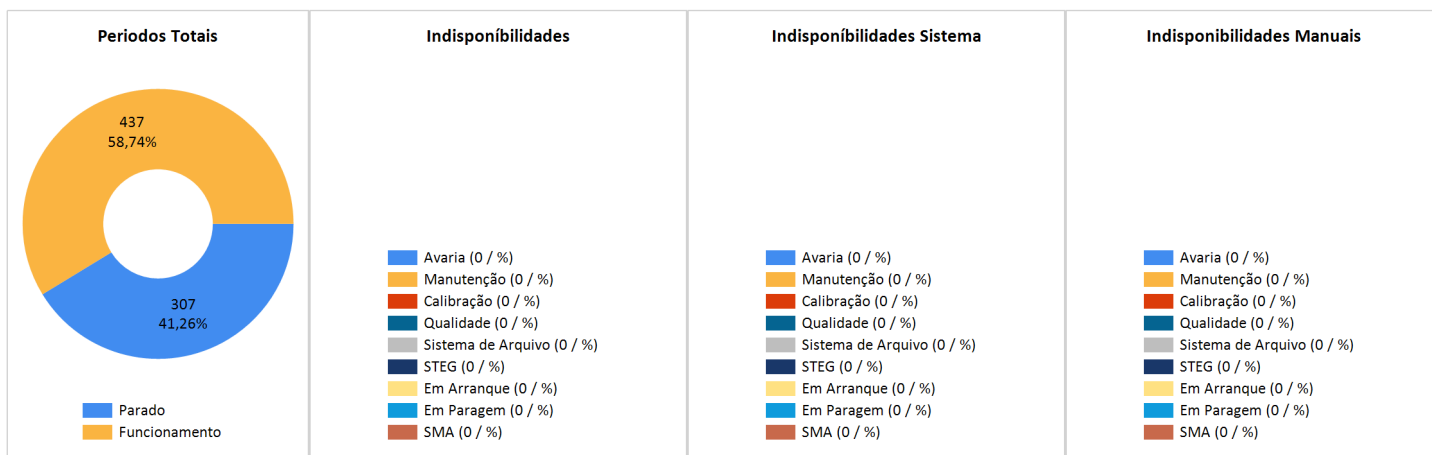 Periodos Totais
437
58,74%
307
41,26%
Parado
Funcionamento
Indisponíbilidades
Avaria (0 / %)
Manutenção (0 / %)
Calibração (0 / %)
Qualidade (0 / %)
Sistema de Arquivo (0 / %)
STEG (0 / %)
Em Arranque (0 / %)
Em Paragem (0 / %)
SMA (0 / %)
Indisponíbilidades Sistema
Avaria (0 / %)
Manutenção (0 / %)
Calibração (0 / %)
Qualidade (0 / %)
Sistema de Arquivo (0 / %)
STEG (0 / %)
Em Arranque (0 / %)
Em Paragem (0 / %)
SMA (0 / %)
Indisponibilidades Manuais
Avaria (0 / %)
Manutenção (0 / %)
Calibração (0 / %)
Qualidade (0 / %)
Sistema de Arquivo (0 / %)
STEG (0 / %)
Em Arranque (0 / %)
Em Paragem (0 / %)
SMA (0 / %)